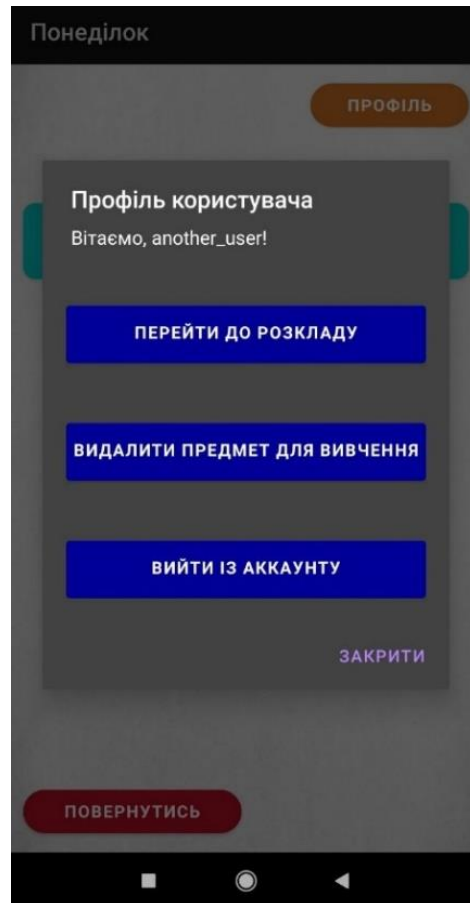 Понеділок
ПРОФІЛЬ
Профіль користувача
Вітаємо, another_user!
ПЕРЕЙТИ ДО РОЗКЛАДУ
ВИДАЛИТИ ПРЕДМЕТ ДЛЯ ВИВЧЕННЯ
ВИЙТИ ІЗ АККАУНТУ
ЗАКРИТИ
ПОВЕРНУТИСЬ